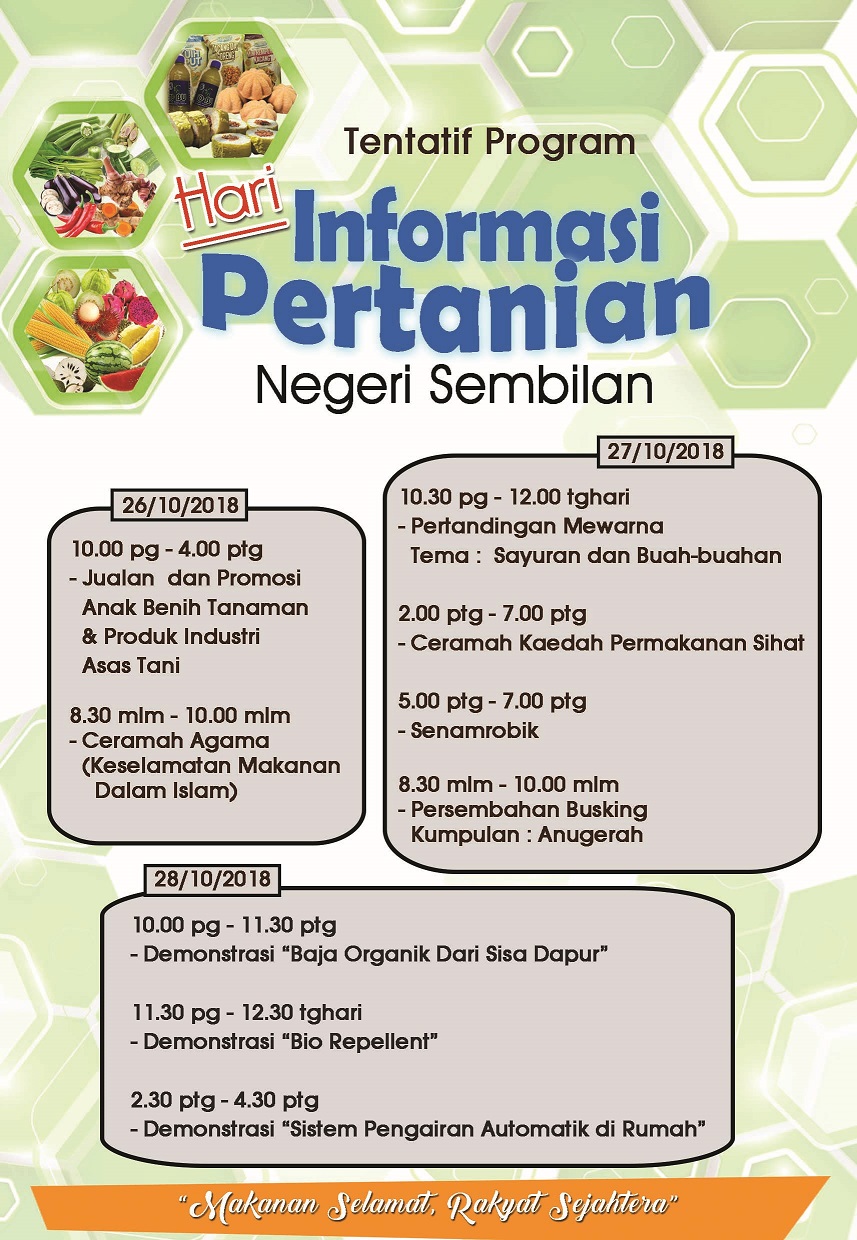 Tentatif Program
Hari
Informasi
Pertanian
Negeri Sembilan
26/10/2018
10.00 pg - 4.00 ptg
- Jualan dan Promosi
Anak Benih Tanaman
& Produk Industri
Asas Tani
8.30 mlm - 10.00 mlm
- Ceramah Agama
(Keselamatan Makanan
Dalam Islam)
27/10/2018
10.30 pg - 12.00 tghari
- Pertandingan Mewarna
Tema : Sayuran dan Buah-buahan
2.00 ptg - 7.00 ptg
- Ceramah Kaedah Permakanan Sihat
5.00 ptg - 7.00 ptg
- Senamrobik
8.30 mlm - 10.00 mlm
- Persembahan Busking
Kumpulan : Anugerah
28/10/2018
10.00 pg - 11.30 ptg
- Demonstrasi “Baja Organik Dari Sisa Dapur”
11.30 pg - 12.30 tghari
- Demonstrasi “Bio Repellent”
2.30 ptg - 4.30 ptg
- Demonstrasi “Sistem Pengairan Automatik di Rumah”
“Makanan Selamat, Rakyat Sejahtera”